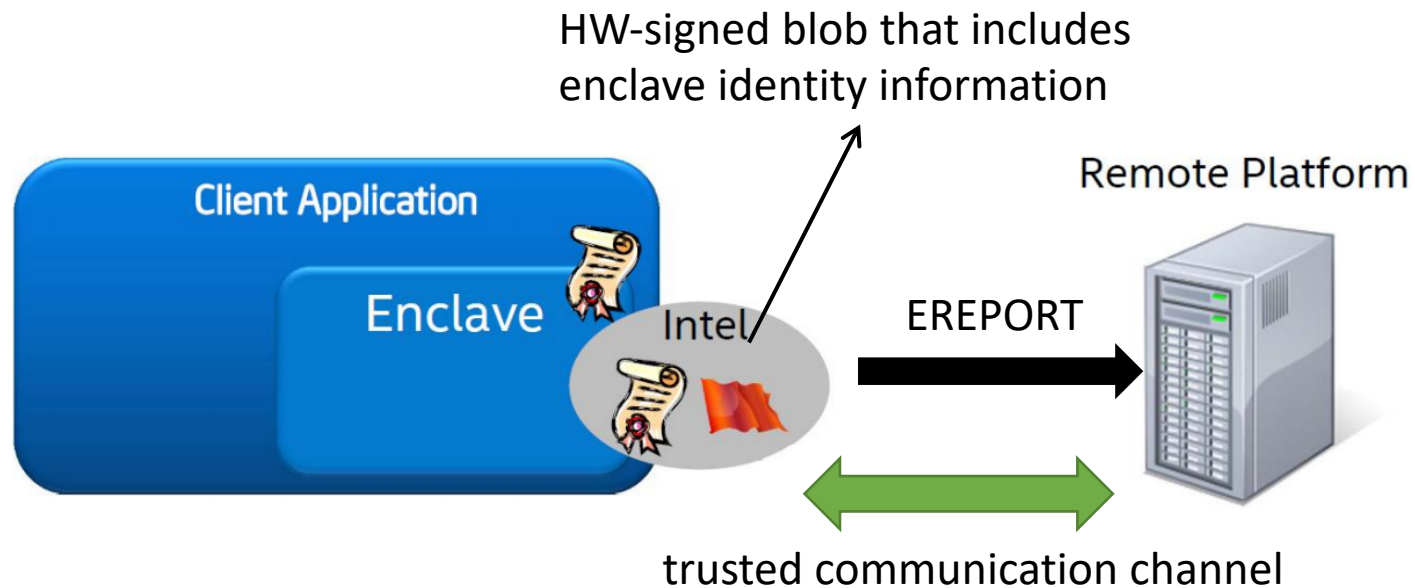 HW-signed blob that includes
enclave identity information
Remote Platform
Client Application
Enclave
Intel
EREPORT
trusted communication channel